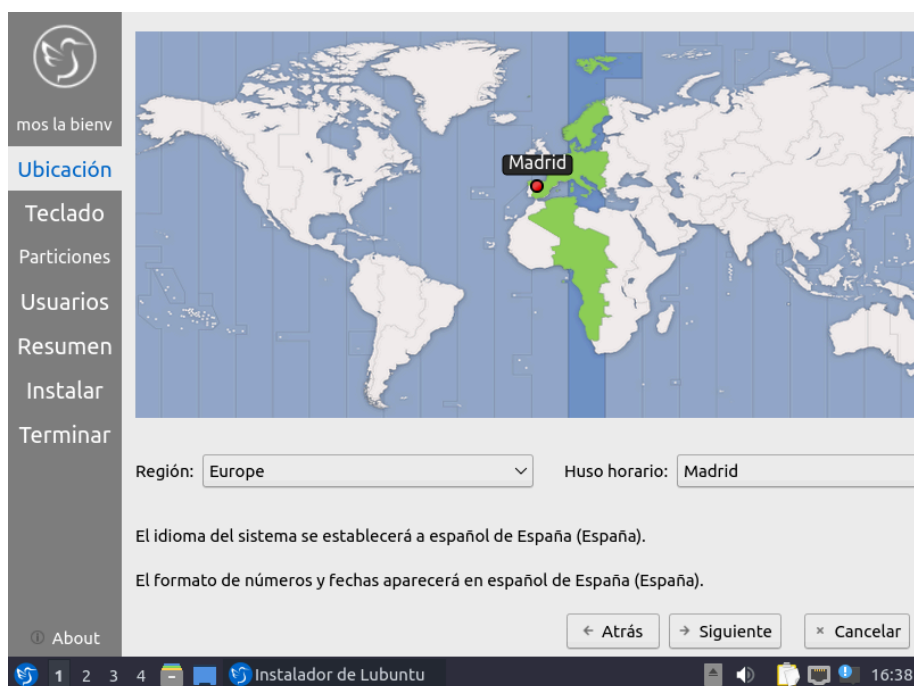 mos la bienv
Ubicación
Teclado
Particiones
Usuarios
Resumen
Instalar
Terminar
About
Madrid
Región: Europe Huso horario: Madrid
El idioma del sistema se establecerá a español de España (España).
El formato de números y fechas aparecerá en español de España (España).
Atrás Siguiente × Cancelar
1 2 3 4 Instalador de Lubuntu 16:38